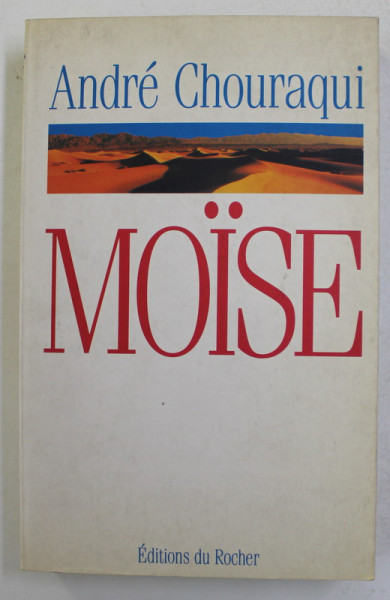 André Chouraqui
MOÏSE
Éditions du Rocher